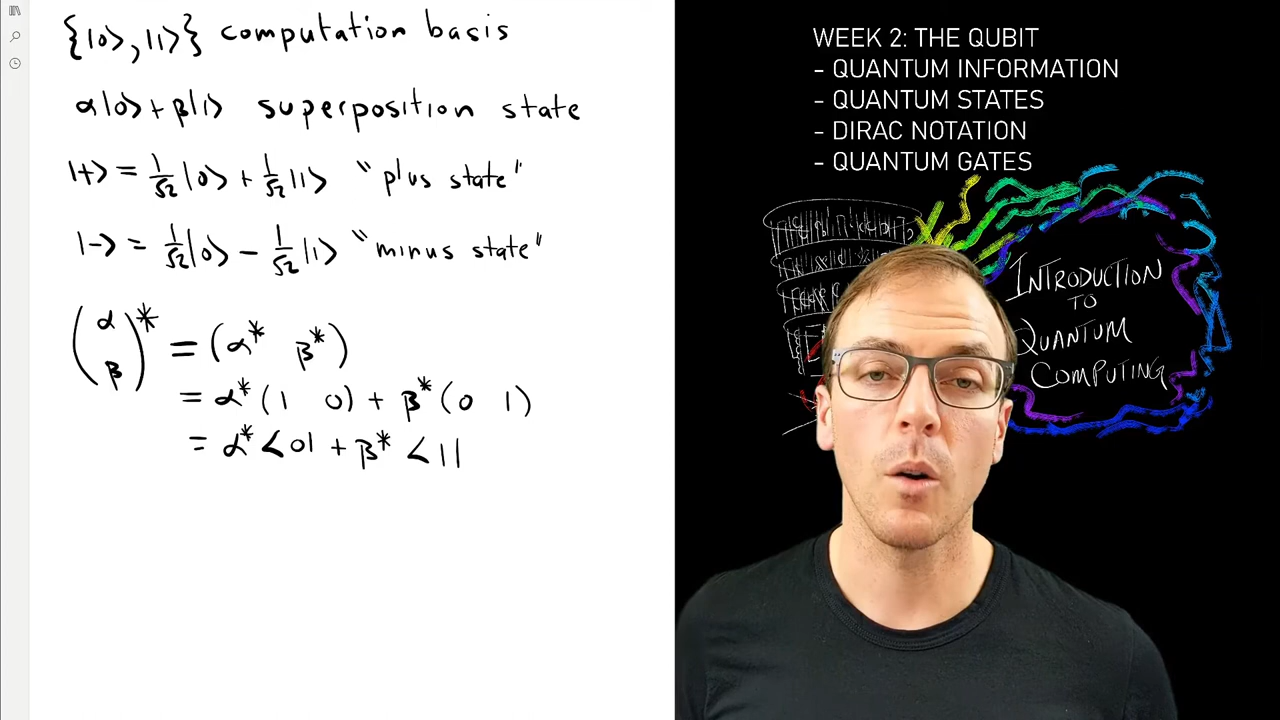 {|0>, |1>} computation basis
α|0> + β|1> superposition state
|+> = 1/√2 |0> + 1/√2 |1> "plus state"
|-> = 1/√2 |0> - 1/√2 |1> "minus state"
(α β)* = (α* β*)
= α* (1 0) + β* (0 1)
= α* <0| + β* <1|
WEEK 2: THE QUBIT
- QUANTUM INFORMATION
- QUANTUM STATES
- DIRAC NOTATION
- QUANTUM GATES
INTRODUCTION
TO
QUANTUM
COMPUTING